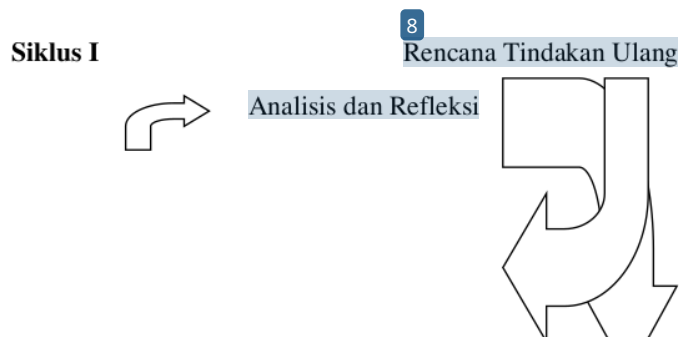 8
Siklus I Rencana Tindakan Ulang
Analisis dan Refleksi